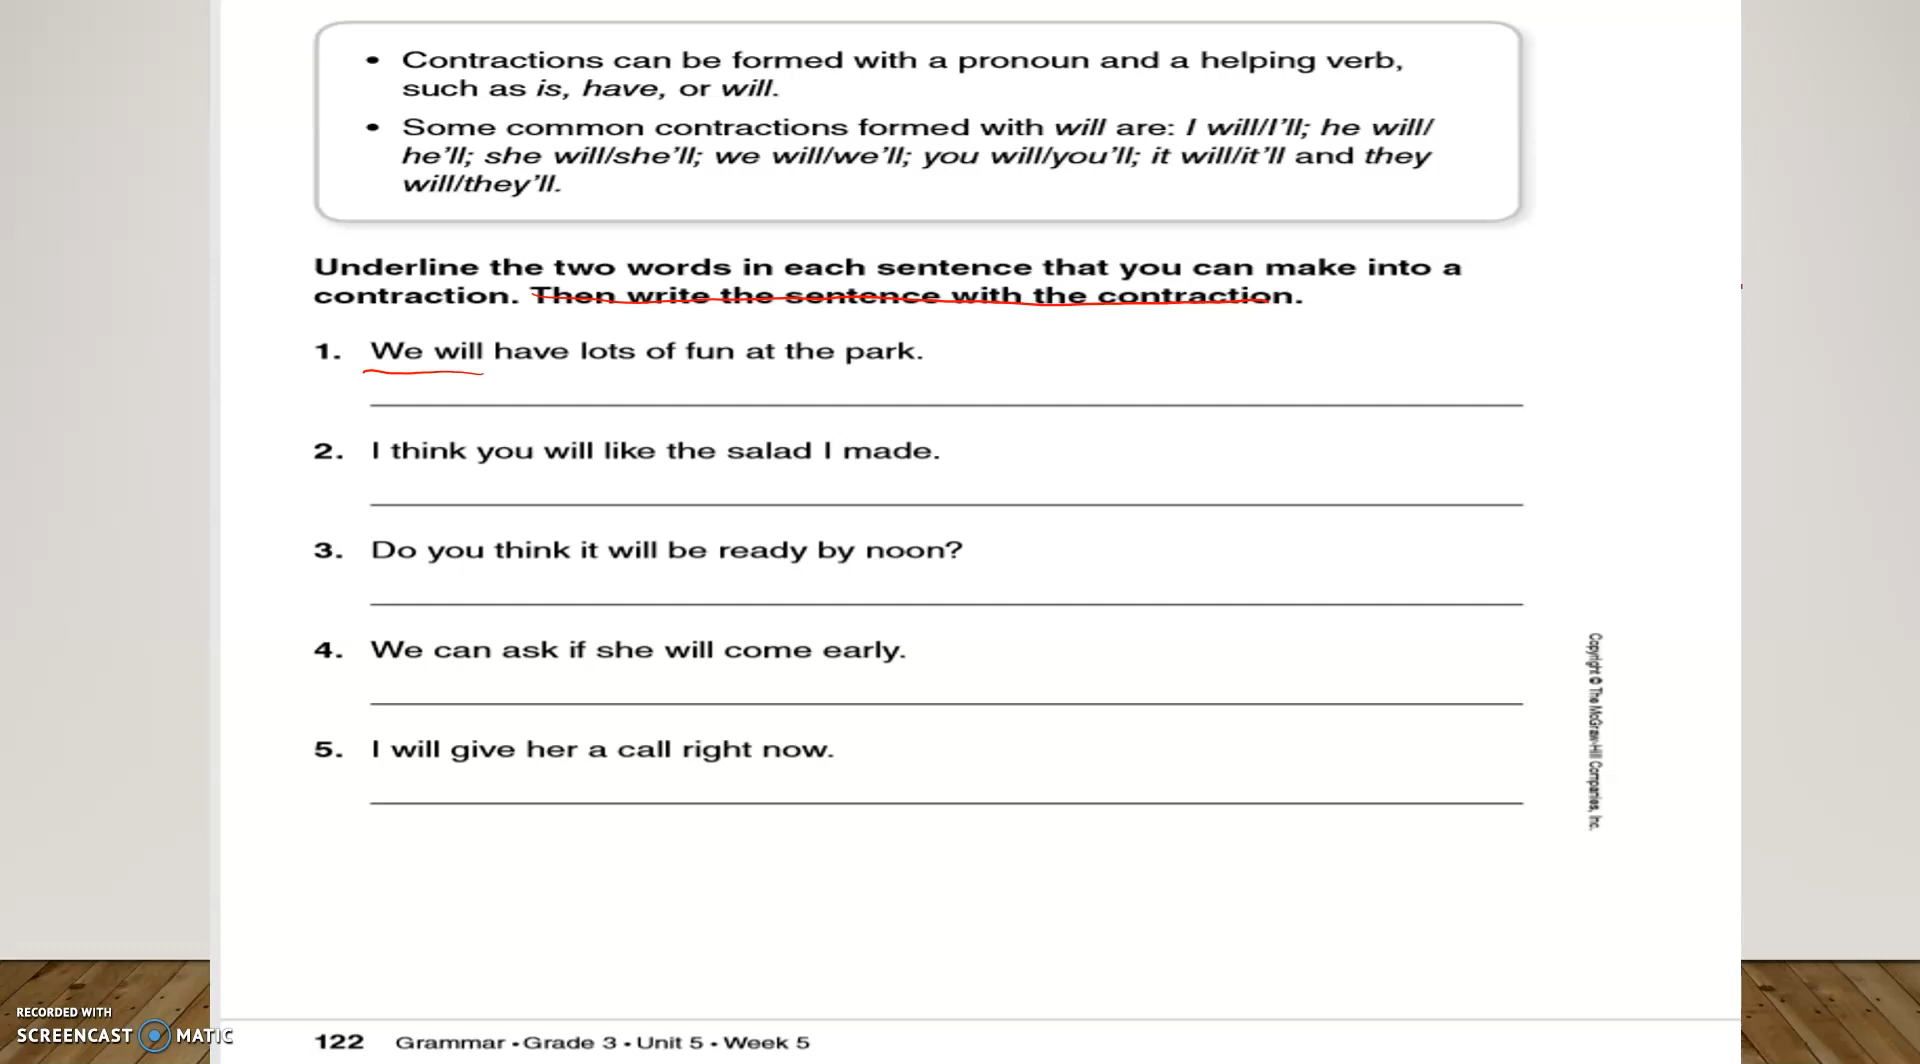 • Contractions can be formed with a pronoun and a helping verb,
such as is, have, or will.
• Some common contractions formed with will are: I will/I’ll; he will/
he’ll; she will/she’ll; we will/we’ll; you will/you’ll; it will/it’ll and they
will/they’ll.
Underline the two words in each sentence that you can make into a
contraction. Then write the sentence with the contraction.
1. We will have lots of fun at the park.
2. I think you will like the salad I made.
3. Do you think it will be ready by noon?
4. We can ask if she will come early.
5. I will give her a call right now.
Copyright © The McGraw-Hill Companies, Inc.
122 Grammar • Grade 3 • Unit 5 • Week 5
RECORDED WITH
SCREENCAST MATIC